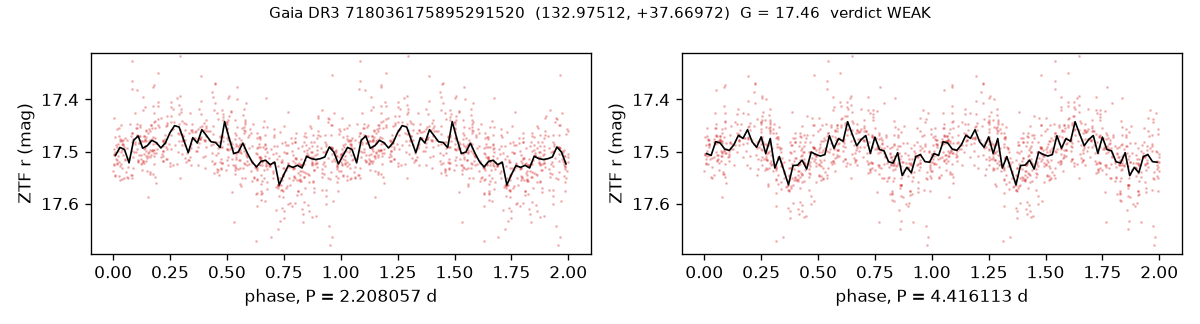 Gaia DR3 718036175895291520  (132.97512, +37.66972)  G = 17.46  verdict WEAK
ZTF r (mag)
17.4
17.5
17.6
0.00 0.25 0.50 0.75 1.00 1.25 1.50 1.75 2.00
phase, P = 2.208057 d
ZTF r (mag)
17.4
17.5
17.6
0.00 0.25 0.50 0.75 1.00 1.25 1.50 1.75 2.00
phase, P = 4.416113 d